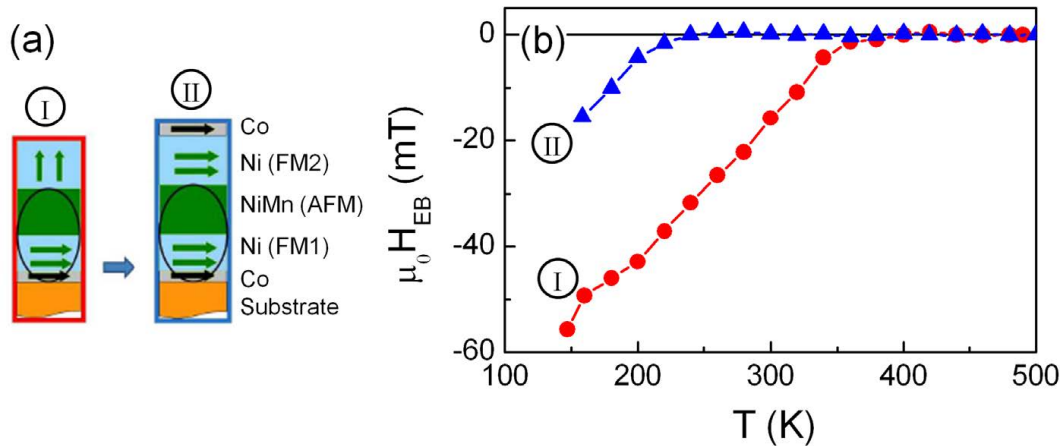 (a)
I
II
Co
Ni (FM2)
NiMn (AFM)
Ni (FM1)
Co
Substrate
(b)
μ₀H_EB (mT)
0
-20
-40
-60
II
I
100 200 300 400 500
T (K)